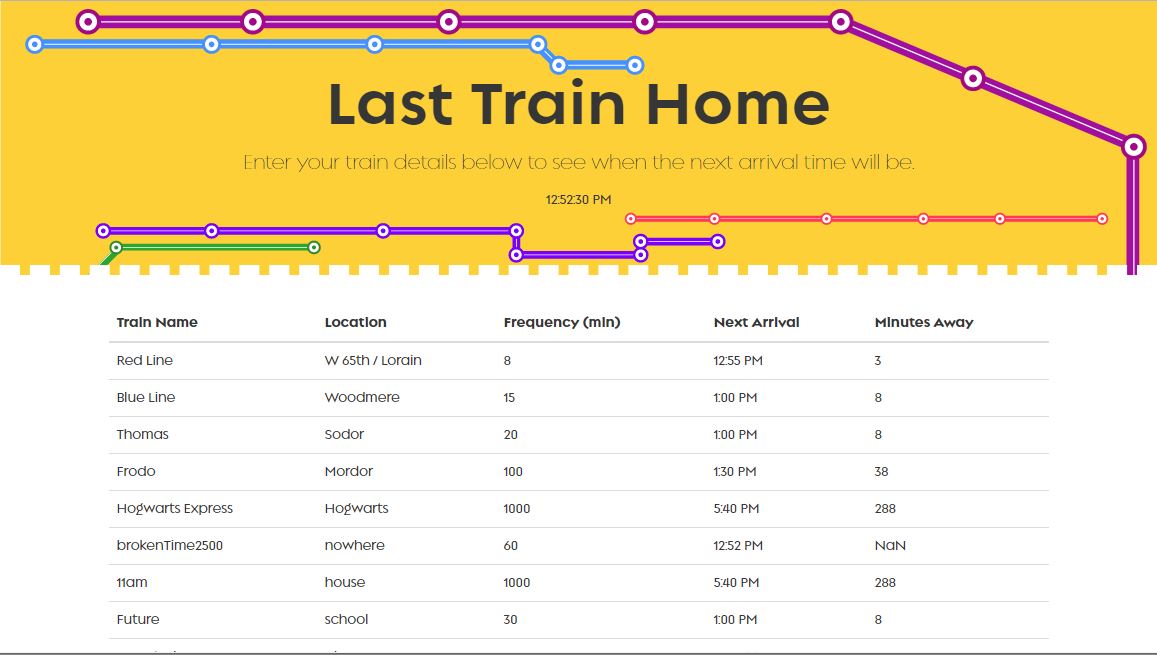 Last Train Home
Enter your train details below to see when the next arrival time will be.
12:52:30 PM
Train Name Location Frequency (min) Next Arrival Minutes Away
Red Line W 65th / Lorain 8 12:55 PM 3
Blue Line Woodmere 15 1:00 PM 8
Thomas Sodor 20 1:00 PM 8
Frodo Mordor 100 1:30 PM 38
Hogwarts Express Hogwarts 1000 5:40 PM 288
brokenTime2500 nowhere 60 12:52 PM NaN
11am house 1000 5:40 PM 288
Future school 30 1:00 PM 8